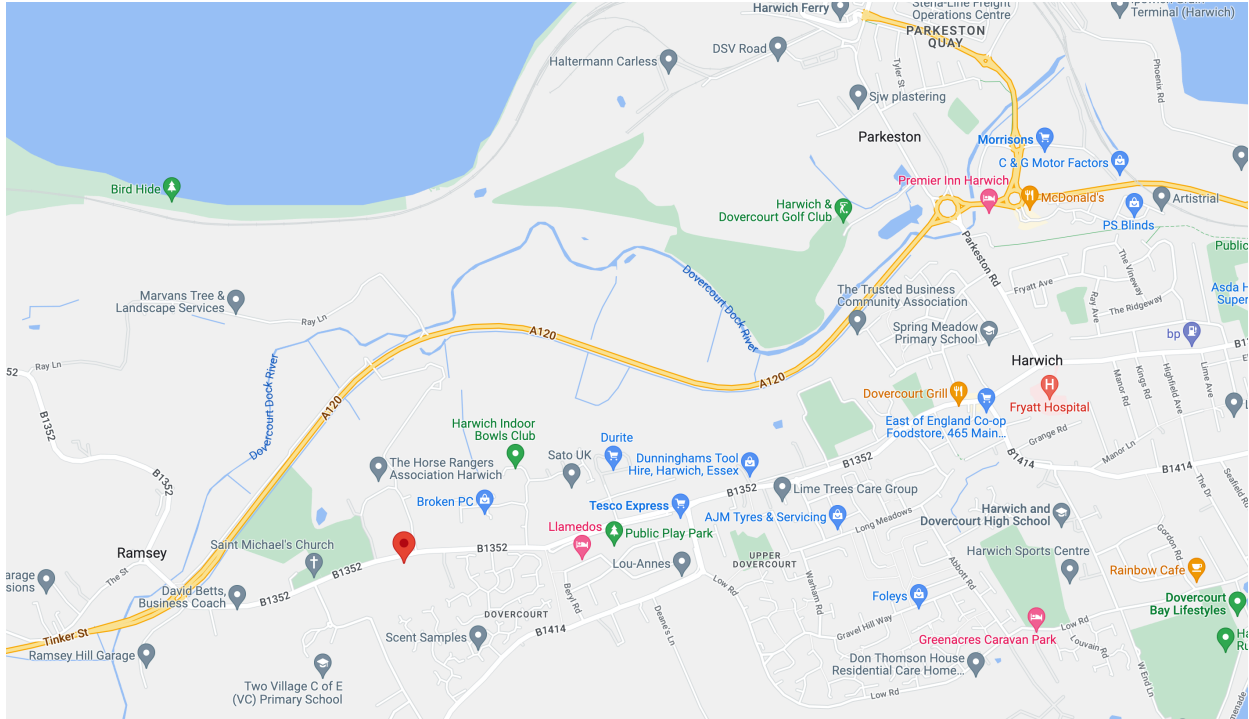 Harwich Ferry
Stena-Line Freight
Operations Centre
Terminal (Harwich)
PARKESTON
QUAY
DSV Road
Haltermann Carless
Tyler St
Phoenix Rd
Sjw plastering
Parkeston
Morrisons
C & G Motor Factors
Premier Inn Harwich
Bird Hide
McDonald's
Artistrial
Harwich &
Dovercourt Golf Club
PS Blinds
Parkeston Rd
Public
The Vineway
Dovercourt Dock River
Fryatt Ave
Ray Ave
The Ridgeway
Asda H
Super
Marvans Tree &
Landscape Services
Ray Ln
The Trusted Business
Community Association
Spring Meadow
Primary School
bp
A120
B1
Harwich
Ray Ln
52
Dovercourt Dock River
A120
A120
Manor Rd
Kings Rd
Highfield Ave
Lime Ave
Dovercourt Grill
Fryatt Hospital
B1352
East of England Co-op
Foodstore, 465 Main...
Harwich Indoor
Bowls Club
Durite
Grange Rd
Manor Ln
B1414
B1414
Sato UK
Dunninghams Tool
Hire, Harwich, Essex
B1352
The Horse Rangers
Association Harwich
B1352
B1352
Lime Trees Care Group
The Dr
Seafield Rd
Broken PC
Tesco Express
AJM Tyres & Servicing
Long Meadows
Harwich and
Dovercourt High School
Llamedos
Public Play Park
Gordon Rd
Saint Michael's Church
B1352
Ramsey
Harwich Sports Centre
UPPER
DOVERCOURT
Lou-Annes
B1352
The St
Low Rd
Abbott Rd
Rainbow Cafe
arage
sions
David Betts,
Business Coach
B1352
Beryl Rd
Warham Rd
Foleys
Dovercourt
Bay Lifestyles
DOVERCOURT
Deane's Ln
Gravel Hill Way
Low Rd
Tinker St
Scent Samples
B1414
Greenacres Caravan Park
Louvain Rd
Ha
Ru
Ramsey Hill Garage
Don Thomson House
Residential Care Home...
W End Ln
Two Village C of E
(VC) Primary School
Low Rd